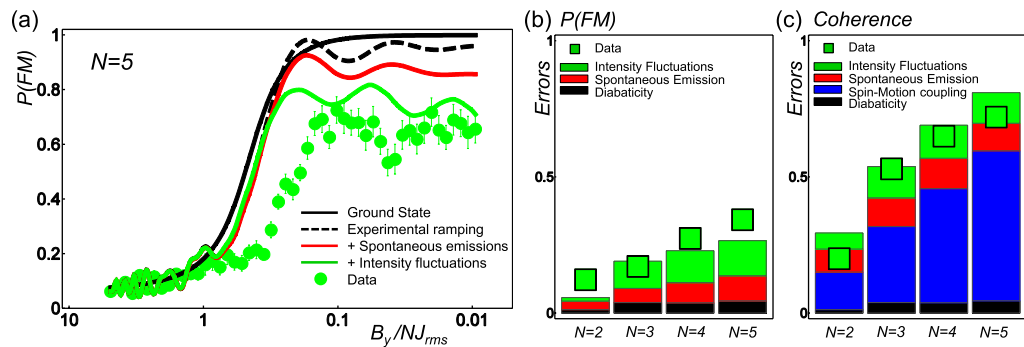 (a)
N=5
P(FM)
1
0.8
0.6
0.4
0.2
0
10
1
0.1
0.01
B_y/NJ_rms
Ground State
Experimental ramping
+ Spontaneous emissions
+ Intensity fluctuations
Data
(b) P(FM)
Errors
1
0.5
0
Data
Intensity Fluctuations
Spontaneous Emission
Diabaticity
N=2 N=3 N=4 N=5
(c) Coherence
Errors
1
0.5
0
Data
Intensity Fluctuations
Spontaneous Emission
Spin-Motion coupling
Diabaticity
N=2 N=3 N=4 N=5